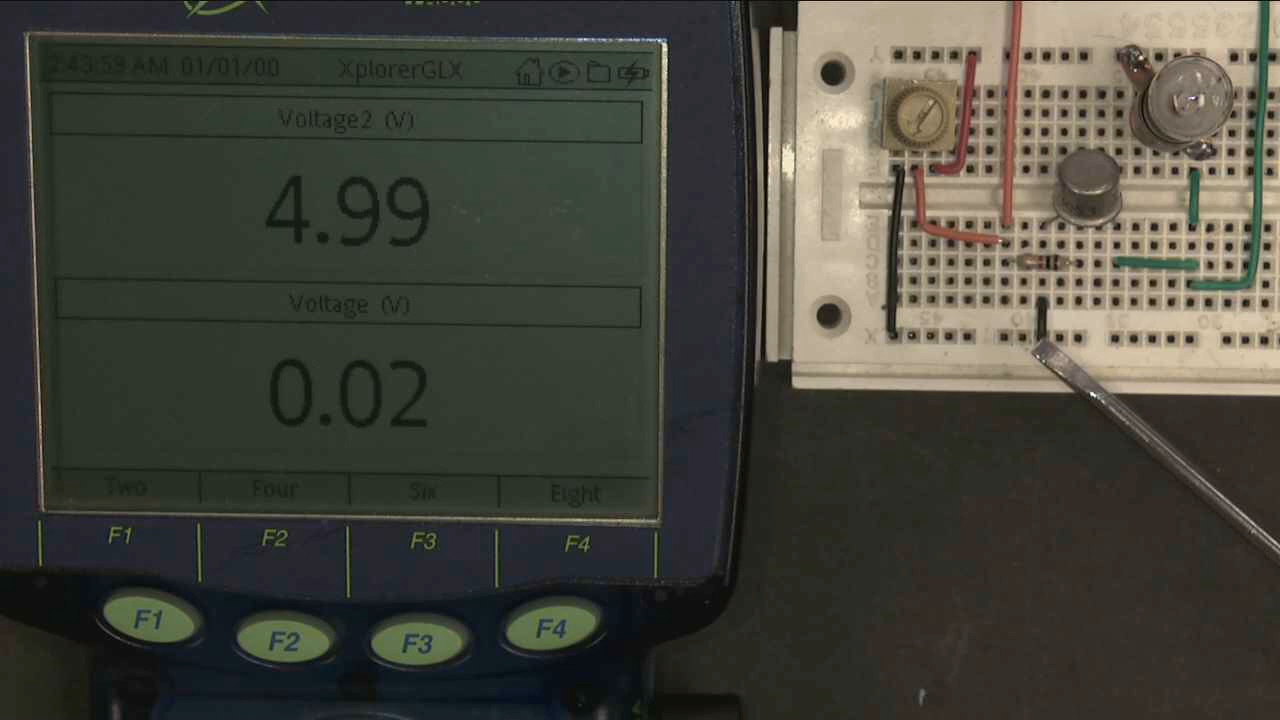 2:43:59 AM 01/01/00 XplorerGLX
Voltage2 (V)
4.99
Voltage (V)
0.02
Two Four Six Eight
F1 F2 F3 F4
F1 F2 F3 F4